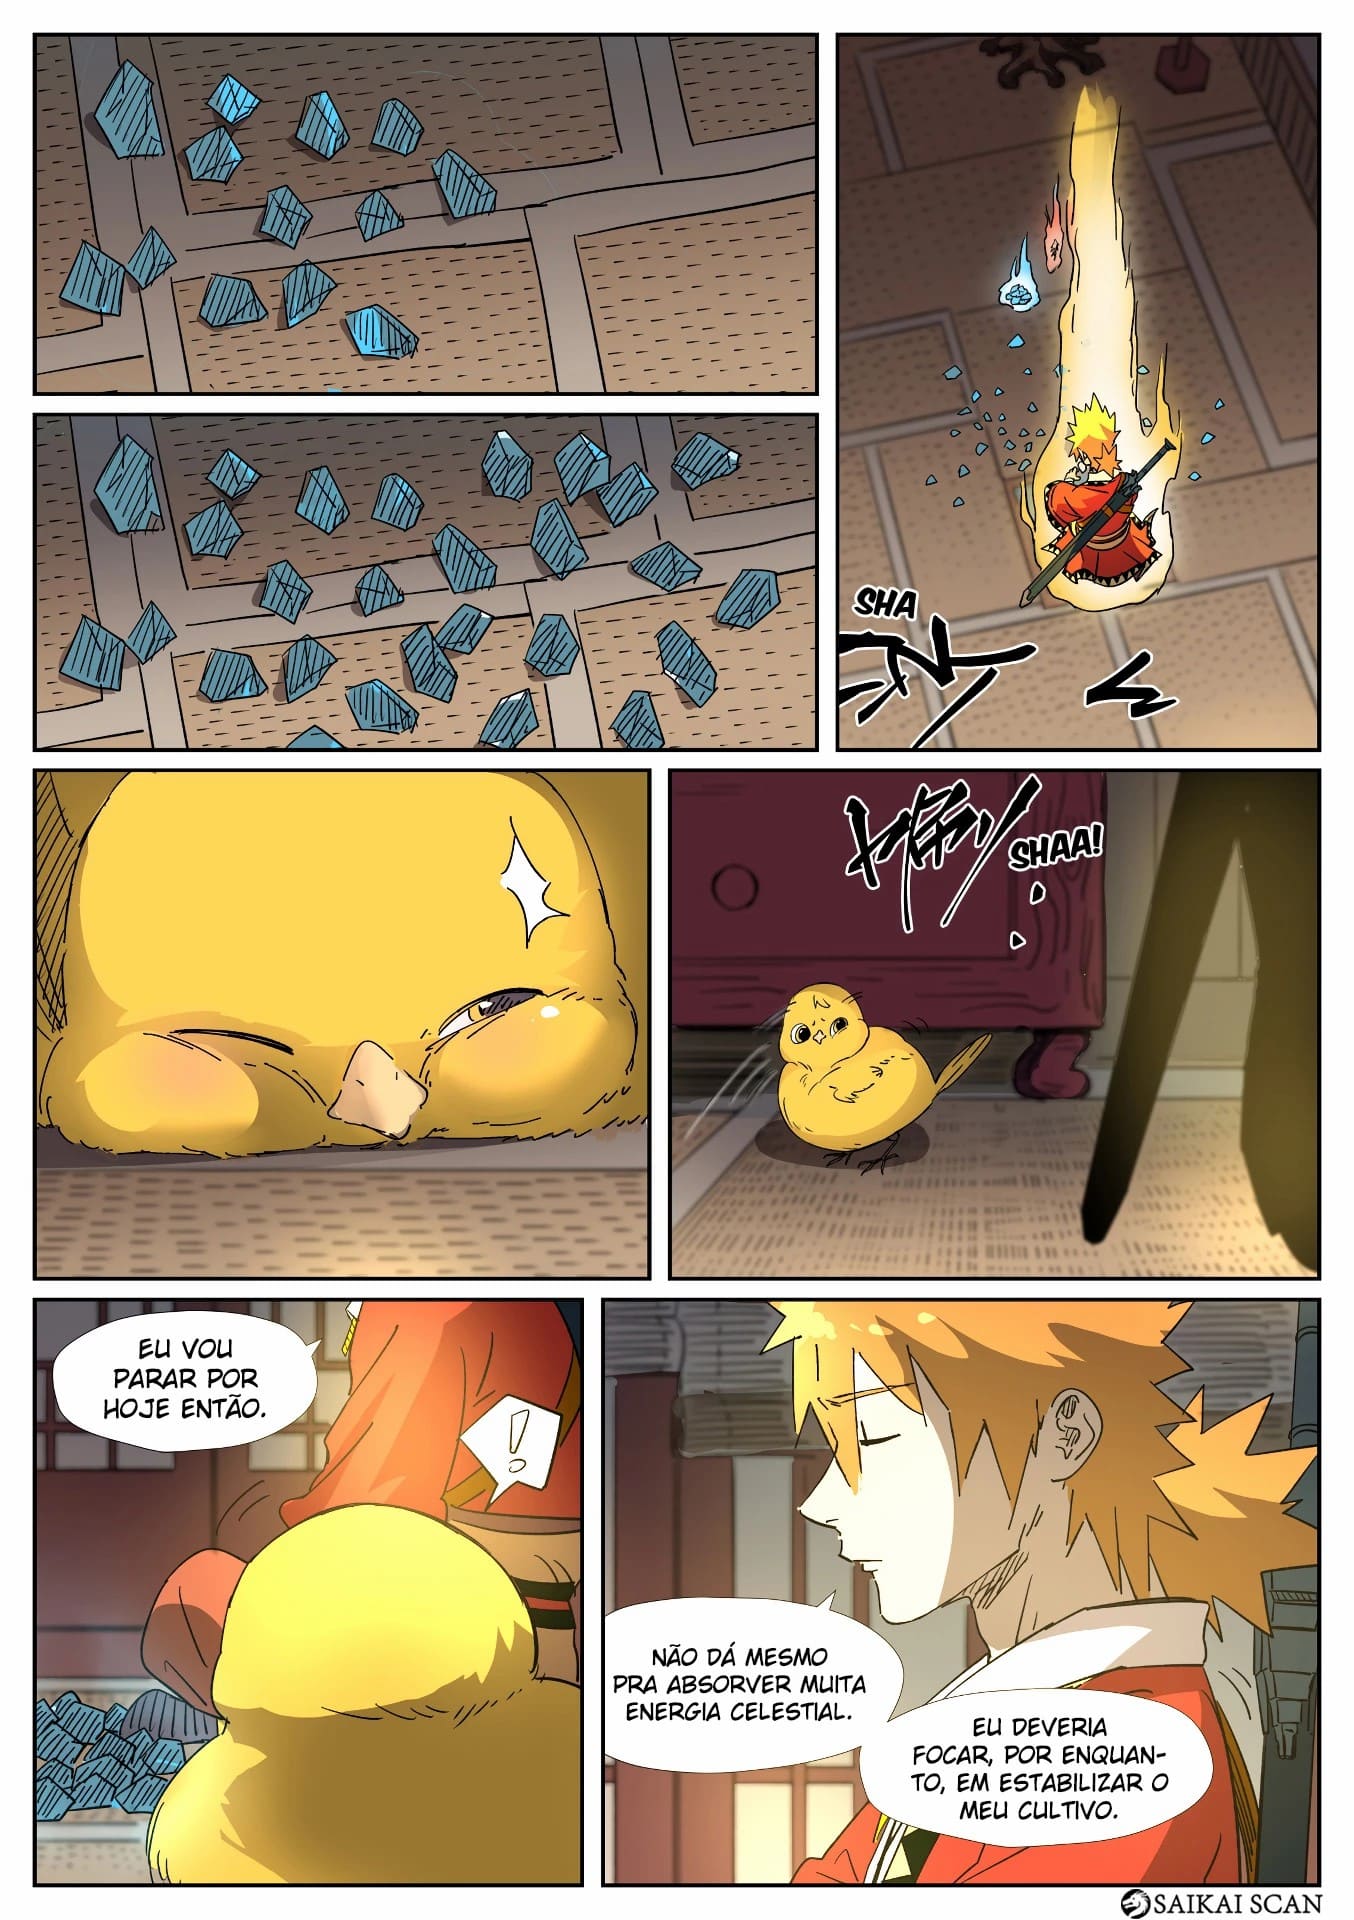 SHA
SHAA!
EU VOU
PARAR POR
HOJE ENTÃO.
!
NÃO DÁ MESMO
PRA ABSORVER MUITA
ENERGIA CELESTIAL.
EU DEVERIA
FOCAR, POR ENQUAN-
TO, EM ESTABILIZAR O
MEU CULTIVO.
SAIKAI SCAN